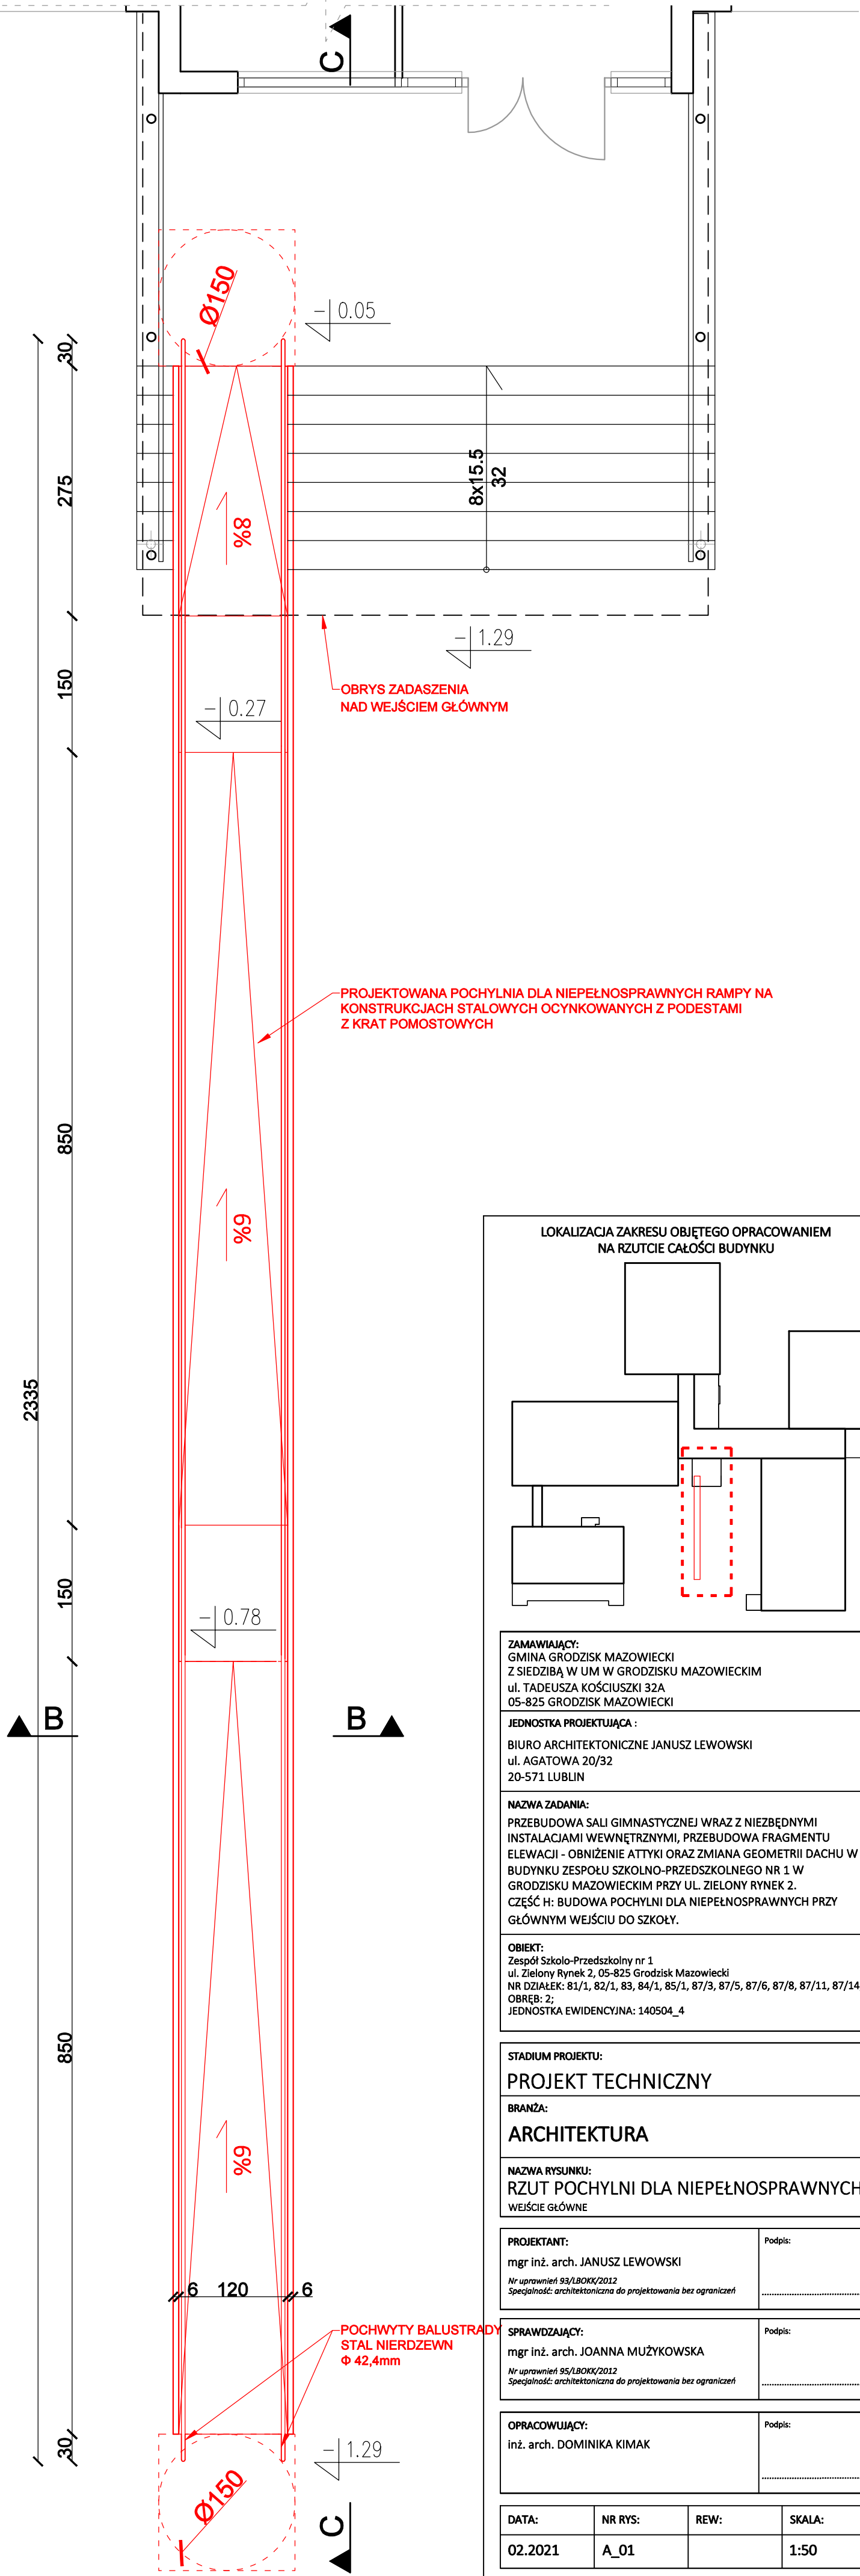 C
Ø150
- 0.05
30
275
8x15.5
32
%8
- 1.29
150
OBRYS ZADASZENIA
NAD WEJŚCIEM GŁÓWNYM
- 0.27
PROJEKTOWANA POCHYLNIA DLA NIEPEŁNOSPRAWNYCH RAMPY NA
KONSTRUKCJACH STALOWYCH OCYNKOWANYCH Z PODESTAMI
Z KRAT POMOSTOWYCH
850
%6
2335
150
- 0.78
B
B
850
%6
6 120 6
POCHWYTY BALUSTRADY
STAL NIERDZEWN
Φ 42,4mm
30
- 1.29
Ø150
C
LOKALIZACJA ZAKRESU OBJĘTEGO OPRACOWANIEM
NA RZUTCIE CAŁOŚCI BUDYNKU
ZAMAWIAJĄCY:
GMINA GRODZISK MAZOWIECKI
Z SIEDZIBĄ W UM W GRODZISKU MAZOWIECKIM
ul. TADEUSZA KOŚCIUSZKI 32A
05-825 GRODZISK MAZOWIECKI
JEDNOSTKA PROJEKTUJĄCA :
BIURO ARCHITEKTONICZNE JANUSZ LEWOWSKI
ul. AGATOWA 20/32
20-571 LUBLIN
NAZWA ZADANIA:
PRZEBUDOWA SALI GIMNASTYCZNEJ WRAZ Z NIEZBĘDNYMI
INSTALACJAMI WEWNĘTRZNYMI, PRZEBUDOWA FRAGMENTU
ELEWACJI - OBNIŻENIE ATTYKI ORAZ ZMIANA GEOMETRII DACHU W
BUDYNKU ZESPOŁU SZKOLNO-PRZEDSZKOLNEGO NR 1 W
GRODZISKU MAZOWIECKIM PRZY UL. ZIELONY RYNEK 2.
CZĘŚĆ H: BUDOWA POCHYLNI DLA NIEPEŁNOSPRAWNYCH PRZY
GŁÓWNYM WEJŚCIU DO SZKOŁY.
OBIEKT:
Zespół Szkolo-Przedszkolny nr 1
ul. Zielony Rynek 2, 05-825 Grodzisk Mazowiecki
NR DZIAŁEK: 81/1, 82/1, 83, 84/1, 85/1, 87/3, 87/5, 87/6, 87/8, 87/11, 87/14
OBRĘB: 2;
JEDNOSTKA EWIDENCYJNA: 140504_4
STADIUM PROJEKTU:
PROJEKT TECHNICZNY
BRANŻA:
ARCHITEKTURA
NAZWA RYSUNKU:
RZUT POCHYLNI DLA NIEPEŁNOSPRAWNYCH
WEJŚCIE GŁÓWNE
PROJEKTANT:
Podpis:
mgr inż. arch. JANUSZ LEWOWSKI
Nr uprawnień 93/LBOKK/2012
Specjalność: architektoniczna do projektowania bez ograniczeń
SPRAWDZAJĄCY:
Podpis:
mgr inż. arch. JOANNA MUŻYKOWSKA
Nr uprawnień 95/LBOKK/2012
Specjalność: architektoniczna do projektowania bez ograniczeń
OPRACOWUJĄCY:
Podpis:
inż. arch. DOMINIKA KIMAK
DATA: NR RYS: REW: SKALA:
02.2021 A_01 1:50